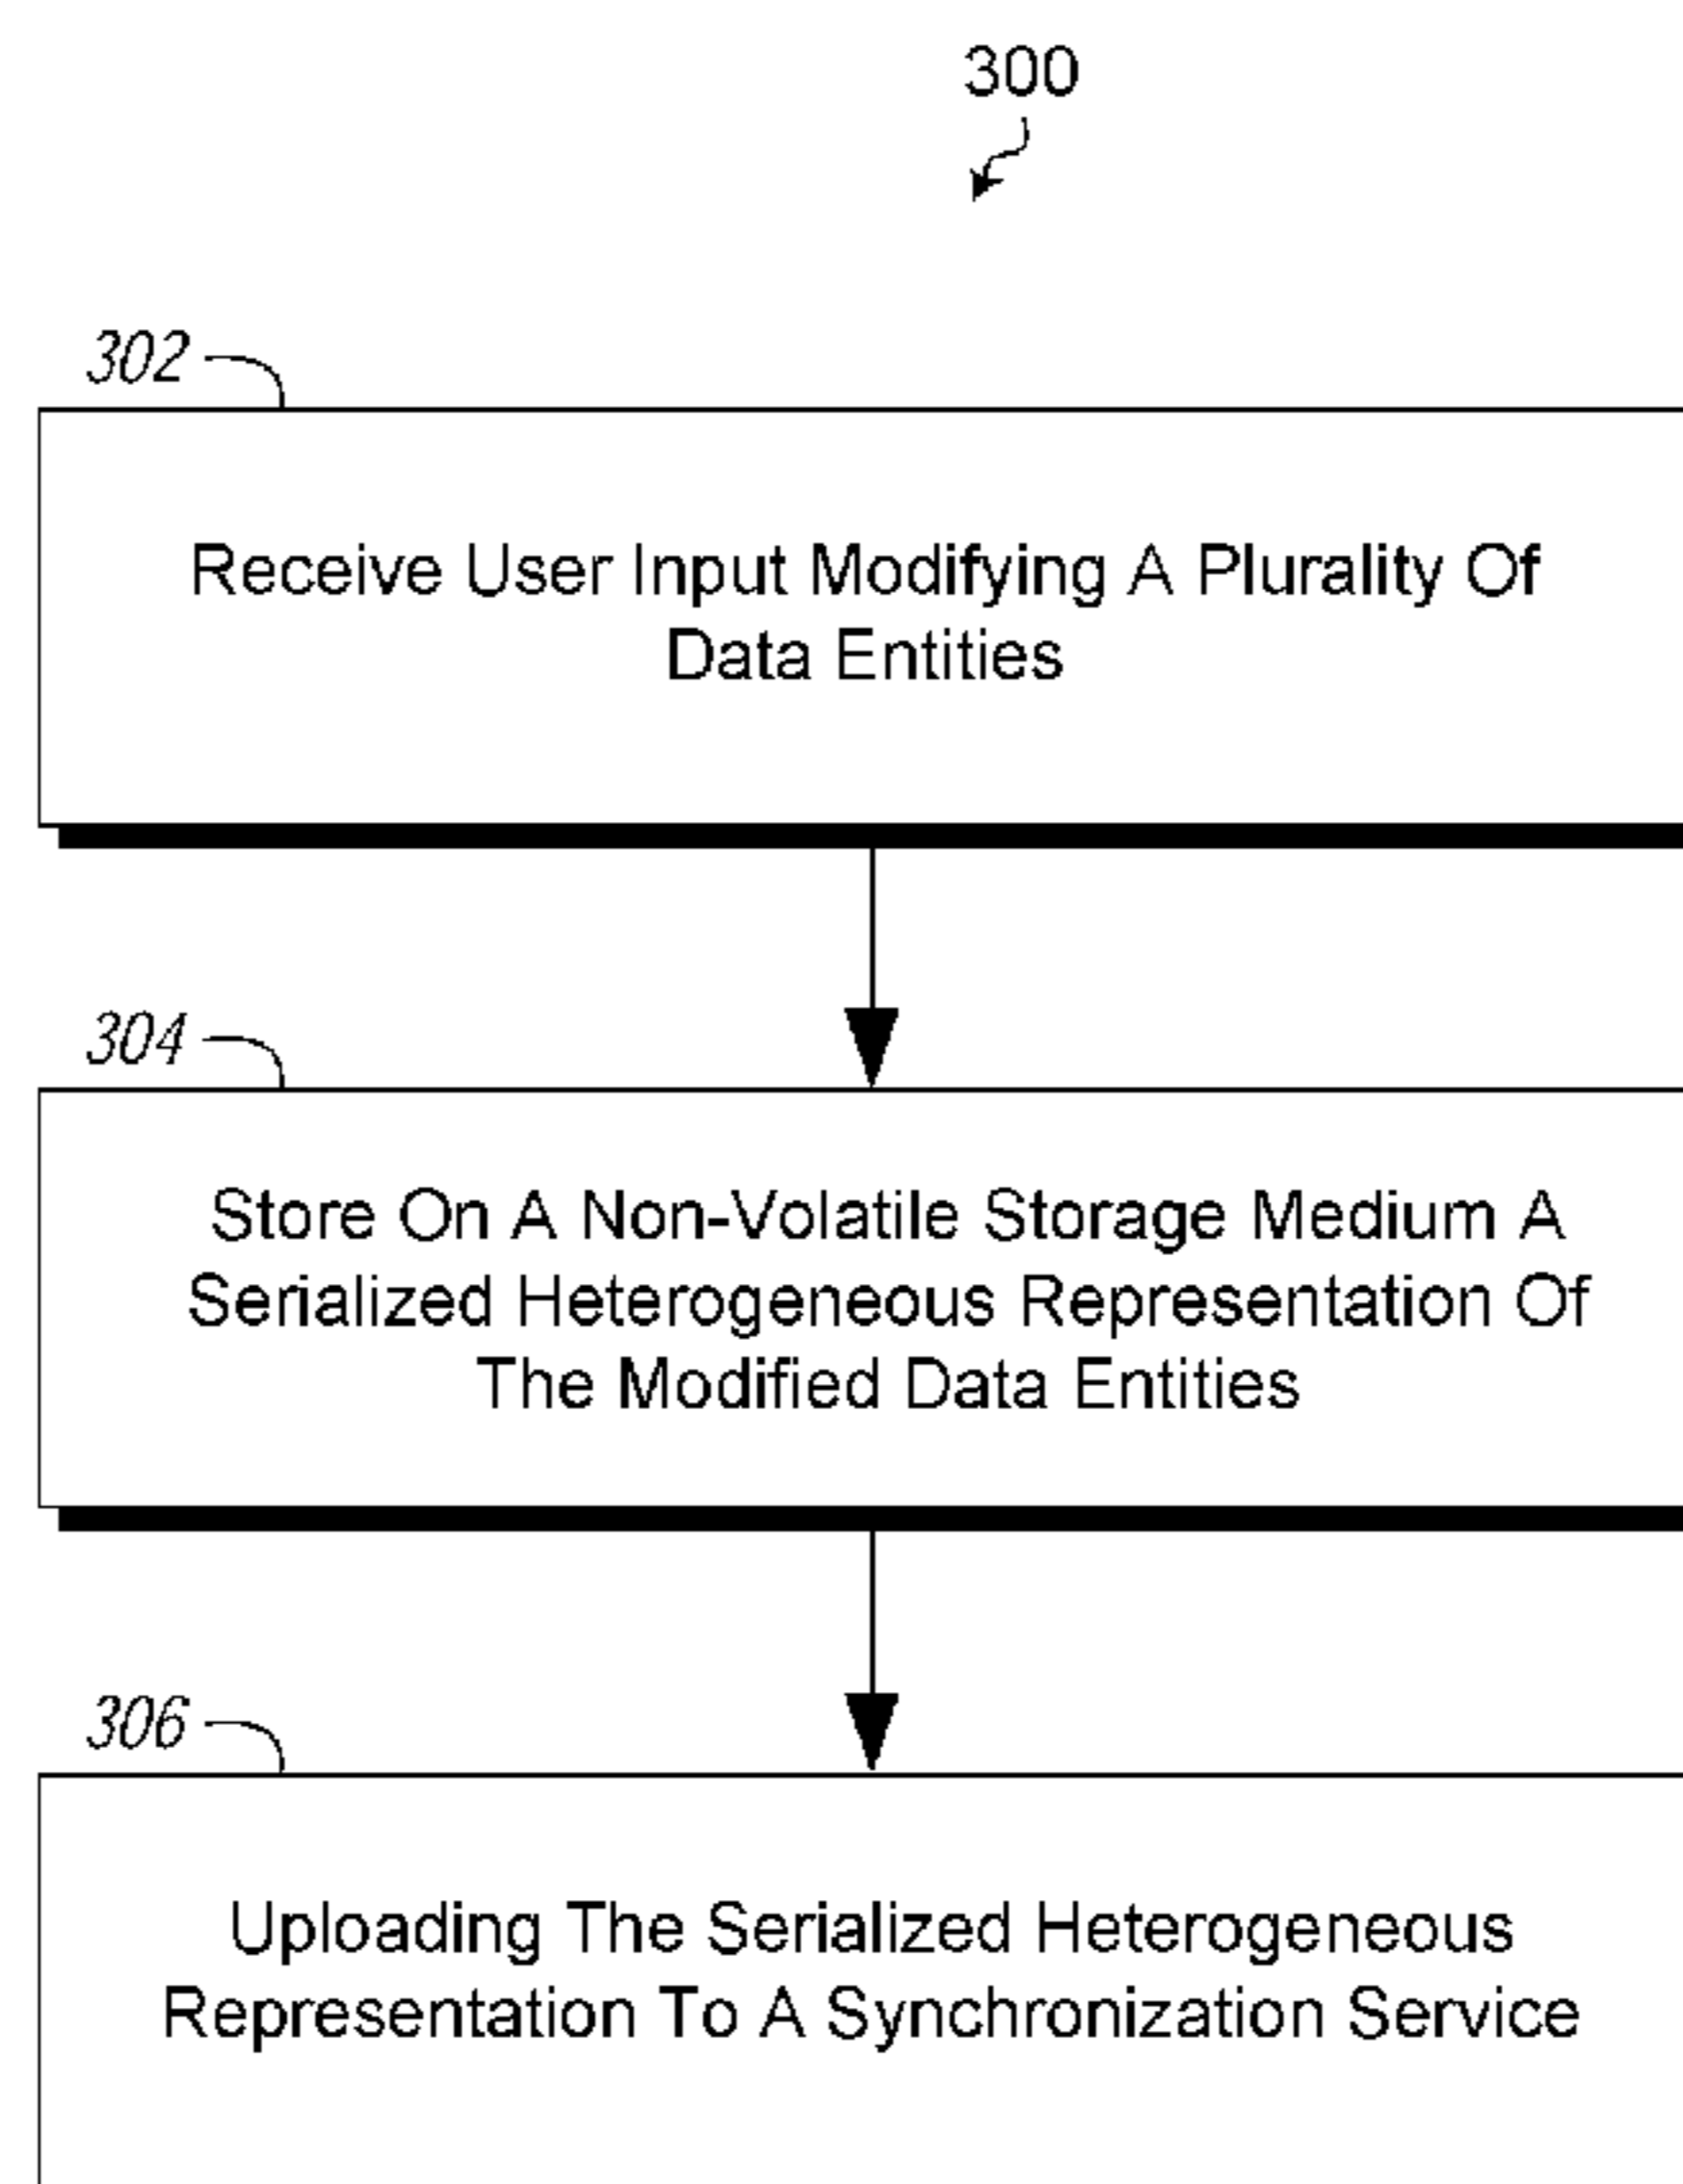 300
302
Receive User Input Modifying A Plurality Of
Data Entities
304
Store On A Non-Volatile Storage Medium A
Serialized Heterogeneous Representation Of
The Modified Data Entities
306
Uploading The Serialized Heterogeneous
Representation To A Synchronization Service